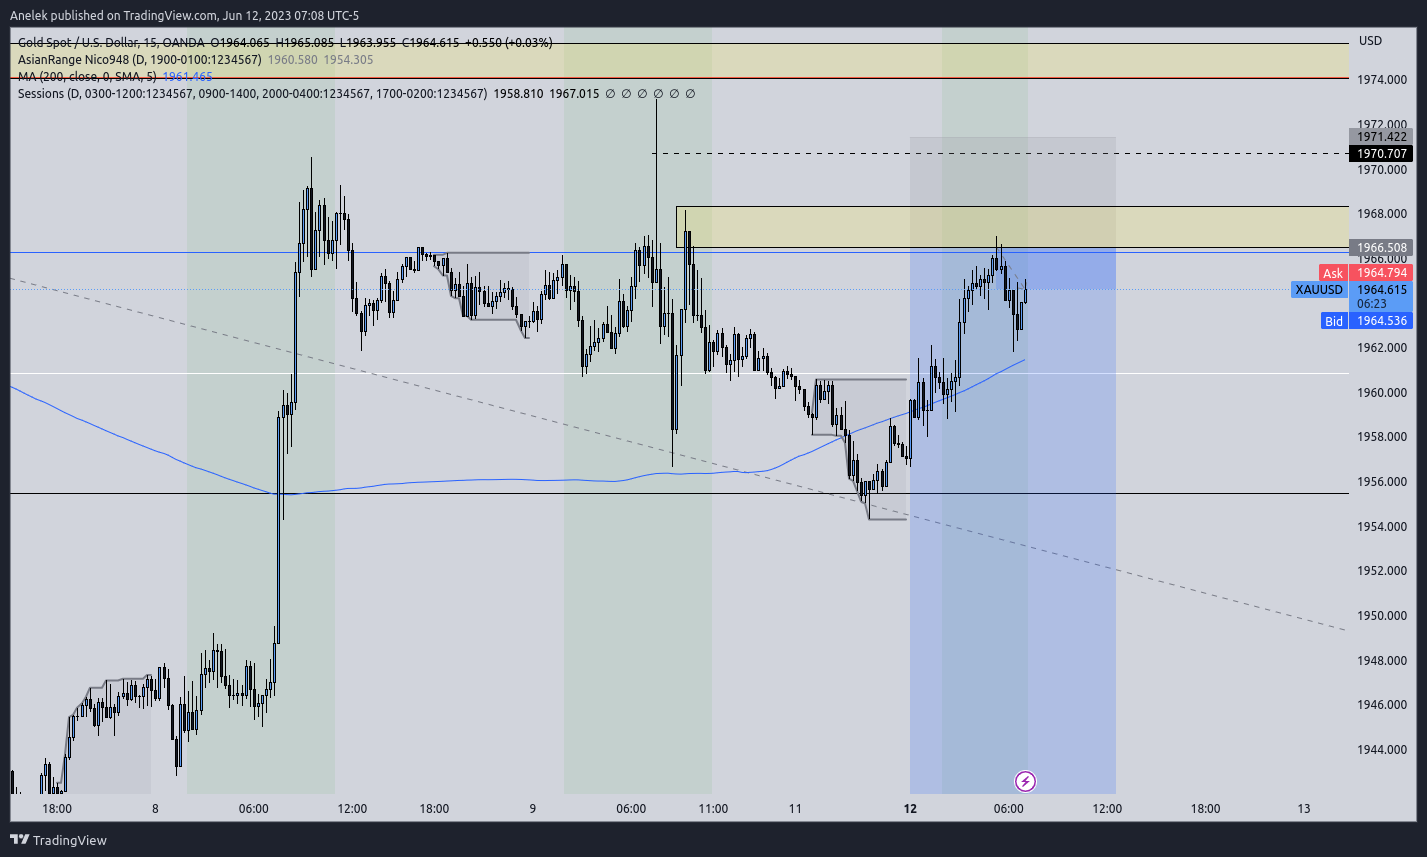 Anelek published on TradingView.com, Jun 12, 2023 07:08 UTC-5
Gold Spot / U.S. Dollar, 15, OANDA O1964.065 H1965.085 L1963.955 C1964.615 +0.550 (+0.03%)
AsianRange Nico948 (D, 1900-0100:1234567) 1960.580 1954.305
MA (200, close, 0, SMA, 5) 1961.465
Sessions (D, 0300-1200:1234567, 0900-1400, 2000-0400:1234567, 1700-0200:1234567) 1958.810 1967.015 ∅ ∅ ∅ ∅ ∅ ∅
USD
1974.000
1972.000
1971.422
1970.707
1970.000
1968.000
1966.508
1966.000
Ask 1964.794
XAUUSD 1964.615
06:23
Bid 1964.536
1962.000
1960.000
1958.000
1956.000
1954.000
1952.000
1950.000
1948.000
1946.000
1944.000
18:00 8 06:00 12:00 18:00 9 06:00 11:00 11 12 06:00 12:00 18:00 13
TradingView